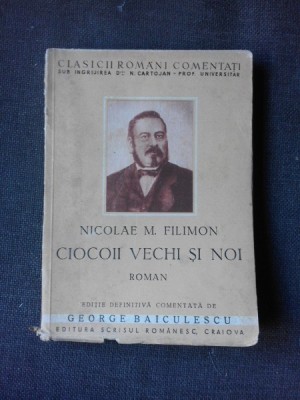 CLASICII ROMÂNI COMENTAȚI
SUB INGRIJIREA D-LUI N. CARTOJAN - PROF. UNIVERSITAR
NICOLAE M. FILIMON
CIOCOII VECHI ȘI NOI
ROMAN
EDIȚIE DEFINITIVĂ COMENTATĂ DE
GEORGE BAICULESCU
EDITURA SCRISUL ROMÂNESC, CRAIOVA